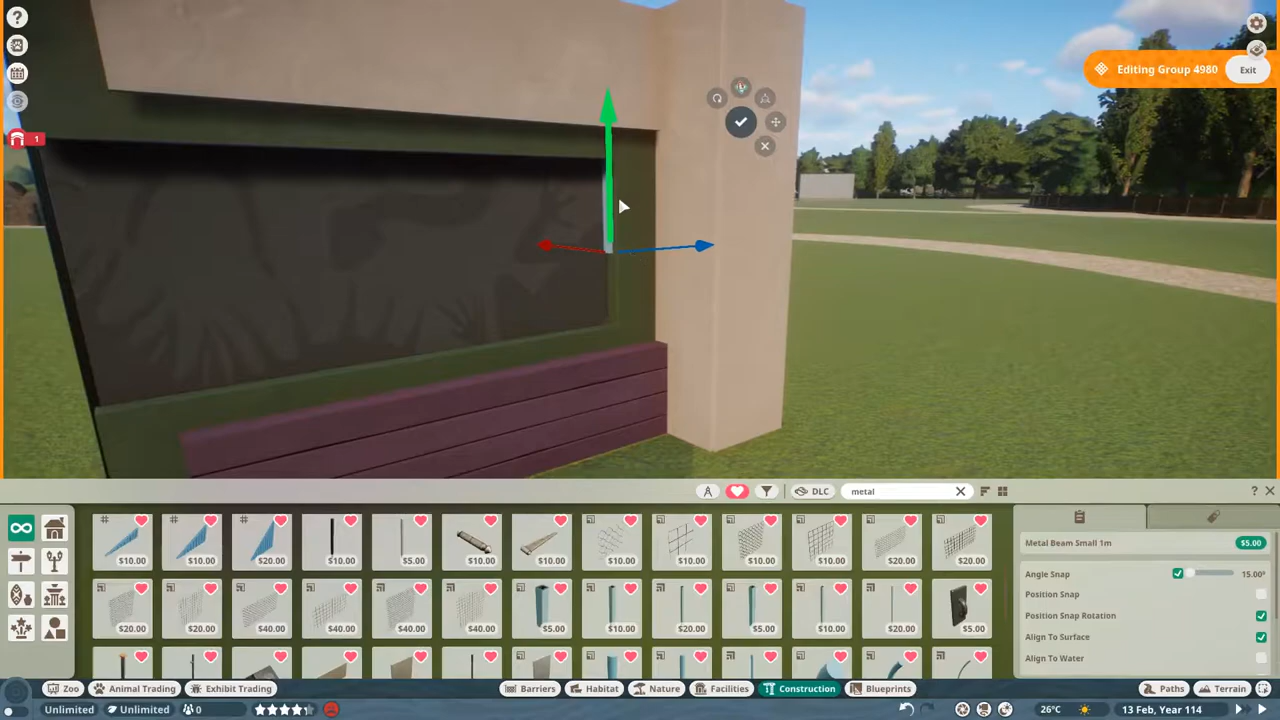 Editing Group 4980 Exit
1
DLC metal
$10.00 $10.00 $20.00 $10.00 $5.00 $10.00 $10.00 $10.00 $10.00 $10.00 $10.00 $20.00 $20.00
$20.00 $20.00 $40.00 $20.00 $40.00 $40.00 $5.00 $10.00 $20.00 $5.00 $10.00 $20.00 $5.00
? 
Metal Beam Small 1m $5.00
Angle Snap 15.00°
Position Snap
Position Snap Rotation
Align To Surface
Align To Water
Zoo Animal Trading Exhibit Trading Barriers Habitat Nature Facilities Construction Blueprints Paths Terrain
Unlimited Unlimited 0 26°C 13 Feb, Year 114